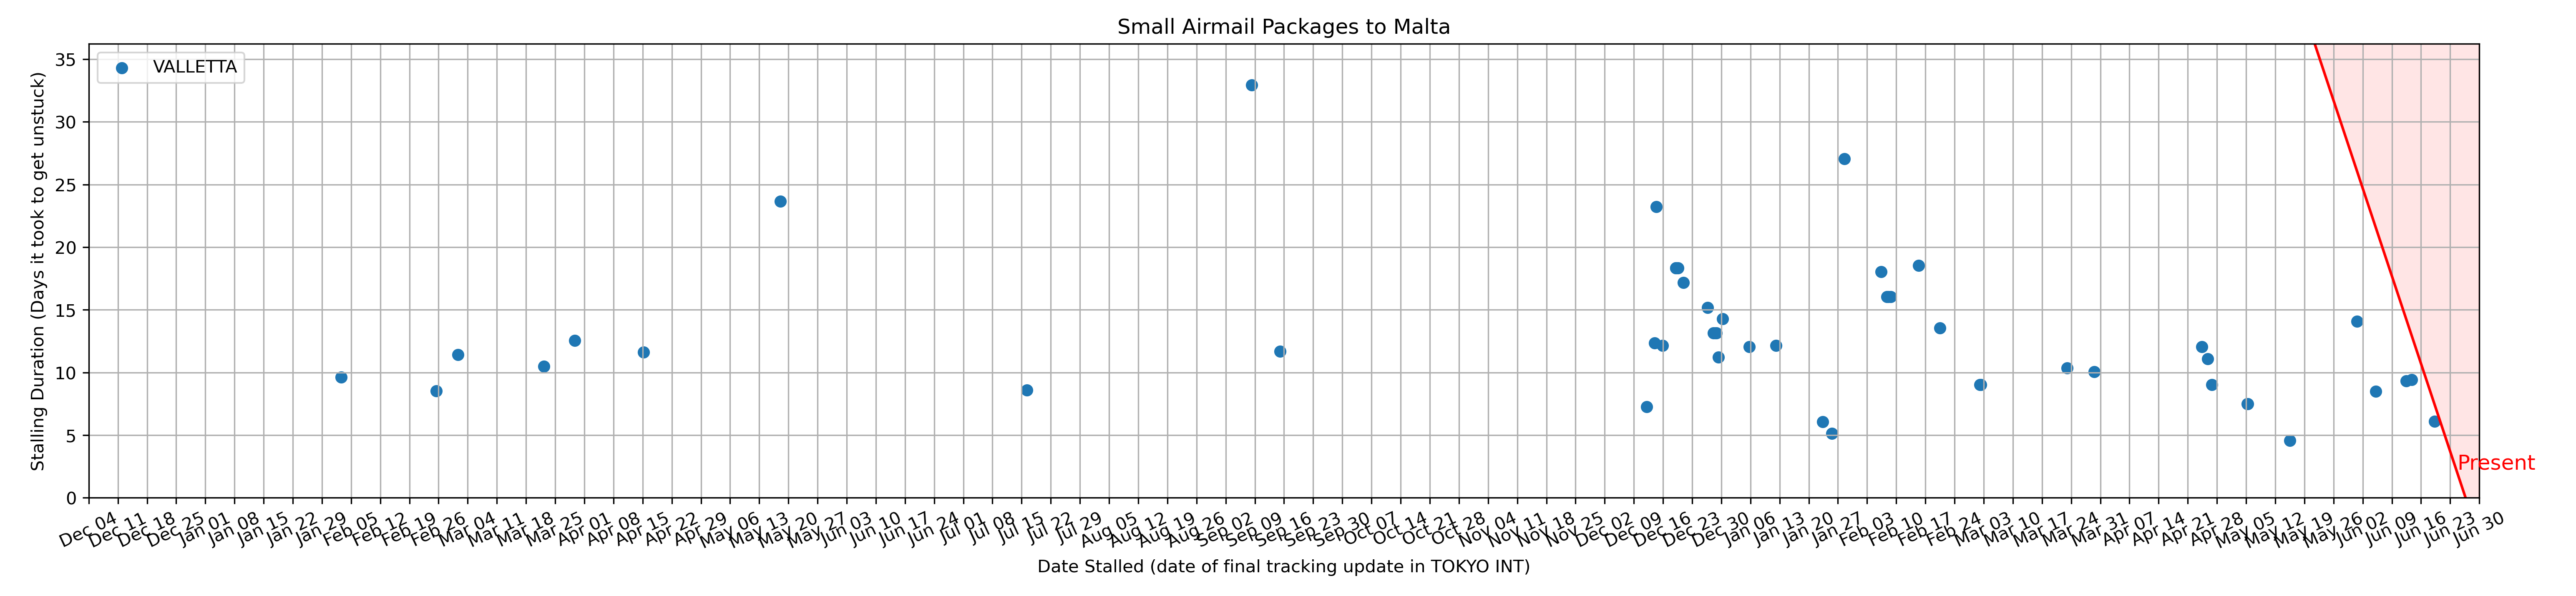 Small Airmail Packages to Malta
VALLETTA
Stalling Duration (Days it took to get unstuck)
35
30
25
20
15
10
5
0
Present
Dec 04
Dec 11
Dec 18
Dec 25
Jan 01
Jan 08
Jan 15
Jan 22
Jan 29
Feb 05
Feb 12
Feb 19
Feb 26
Mar 04
Mar 11
Mar 18
Mar 25
Apr 01
Apr 08
Apr 15
Apr 22
Apr 29
May 06
May 13
May 20
May 27
Jun 03
Jun 10
Jun 17
Jun 24
Jul 01
Jul 08
Jul 15
Jul 22
Jul 29
Aug 05
Aug 12
Aug 19
Aug 26
Sep 02
Sep 09
Sep 16
Sep 23
Sep 30
Oct 07
Oct 14
Oct 21
Oct 28
Nov 04
Nov 11
Nov 18
Nov 25
Dec 02
Dec 09
Dec 16
Dec 23
Dec 30
Jan 06
Jan 13
Jan 20
Jan 27
Feb 03
Feb 10
Feb 17
Feb 24
Mar 03
Mar 10
Mar 17
Mar 24
Mar 31
Apr 07
Apr 14
Apr 21
Apr 28
May 05
May 12
May 19
May 26
Jun 02
Jun 09
Jun 16
Jun 23
Jun 30
Date Stalled (date of final tracking update in TOKYO INT)